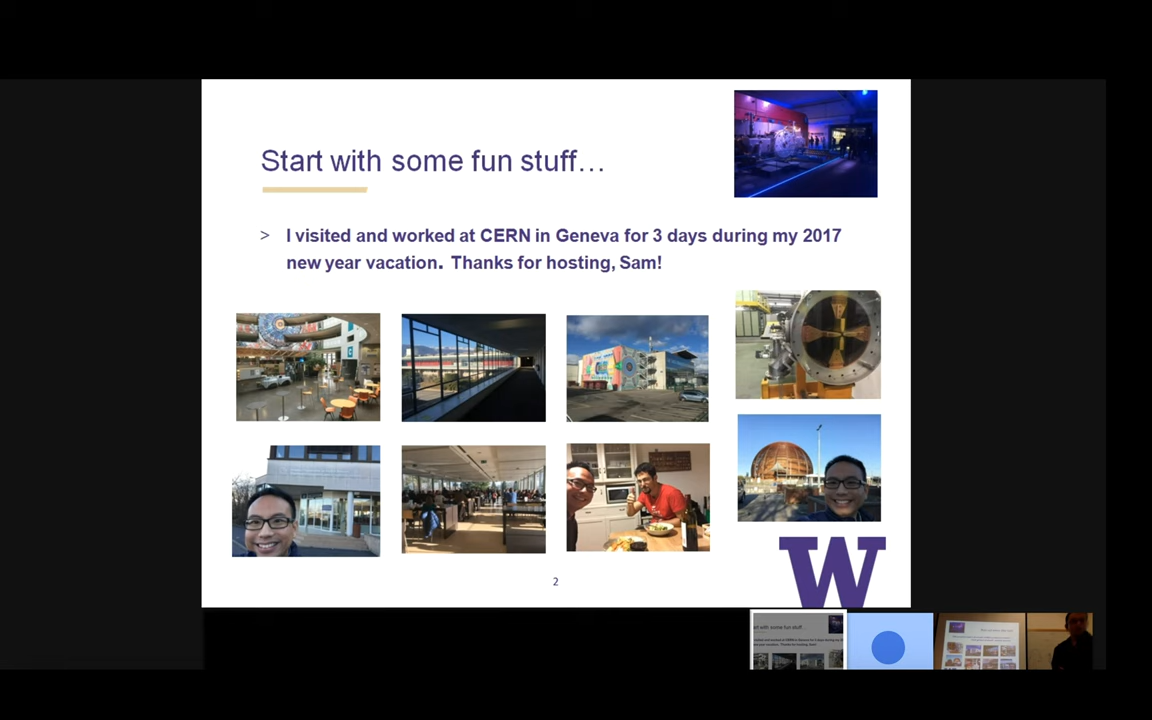 Start with some fun stuff…
> I visited and worked at CERN in Geneva for 3 days during my 2017
new year vacation. Thanks for hosting, Sam!
2
W